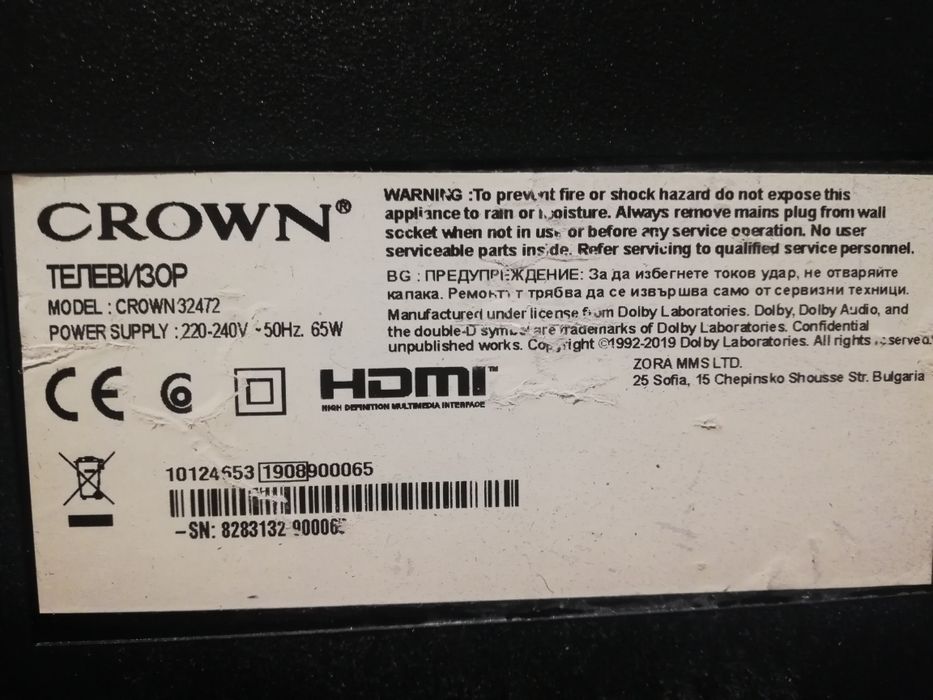 CROWN®
ТЕЛЕВИЗОР
MODEL : CROWN32472
POWER SUPPLY : 220-240V ~50Hz. 65W
WARNING :To prevent fire or shock hazard do not expose this
appliance to rain or moisture. Always remove mains plug from wall
socket when not in use or before any service operation. No user
serviceable parts inside. Refer servicing to qualified service personnel.
BG : ПРЕДУПРЕЖДЕНИЕ: За да избегнете токов удар, не отваряйте
капака. Ремонтът трябва да се извършва само от сервизни техници.
Manufactured under license from Dolby Laboratories. Dolby, Dolby Audio, and
the double-D symbol are trademarks of Dolby Laboratories. Confidential
unpublished works. Copyright ©1992-2019 Dolby Laboratories. All rights reserved.
ZORA MMS LTD.
25 Sofia, 15 Chepinsko Shousse Str. Bulgaria
CE
HDMI™
HIGH DEFINITION MULTIMEDIA INTERFACE
10124653 1908900065
-SN: 8283132